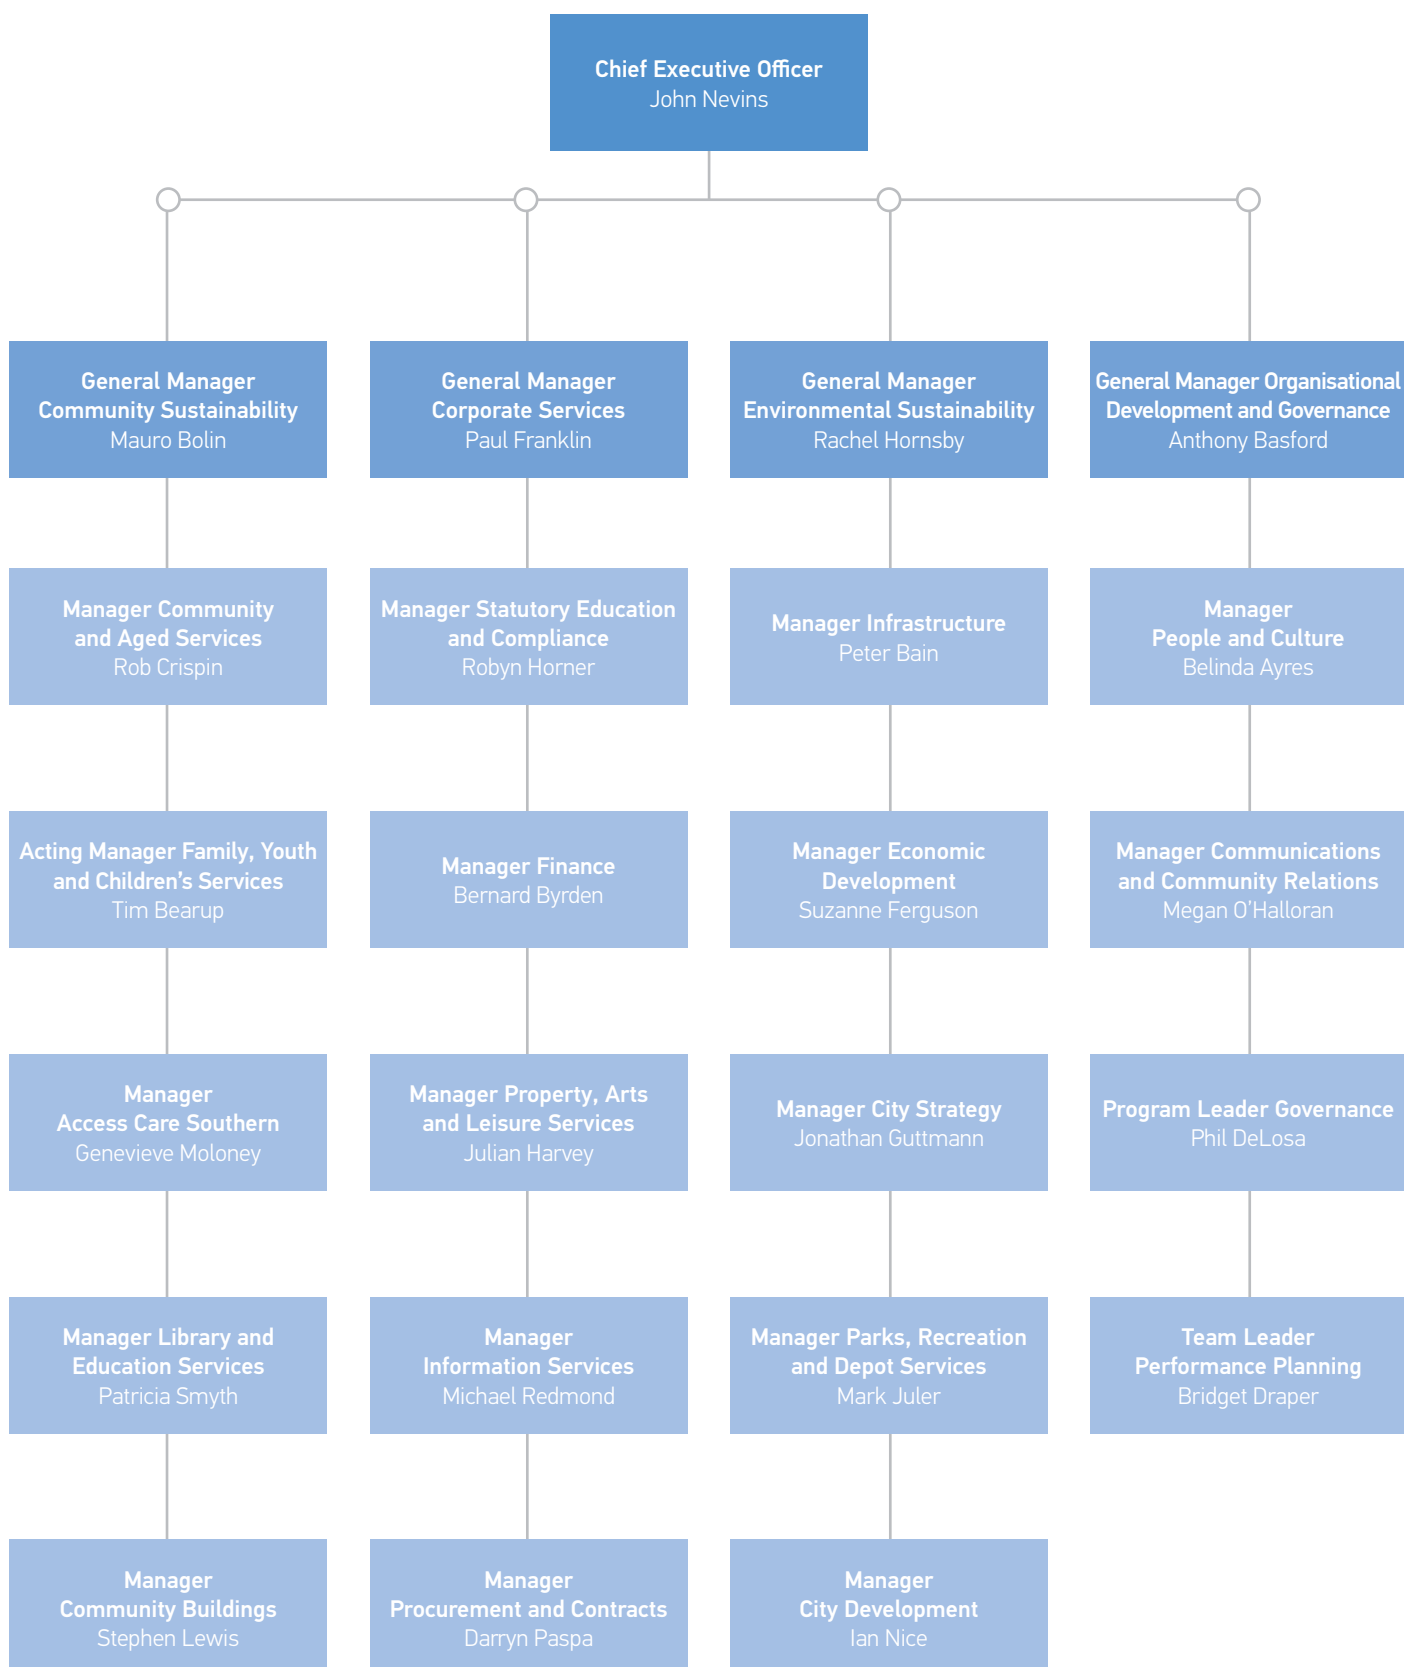 Chief Executive Officer
John Nevins
General Manager
Community Sustainability
Mauro Bolin
General Manager
Corporate Services
Paul Franklin
General Manager
Environmental Sustainability
Rachel Hornsby
General Manager Organisational
Development and Governance
Anthony Basford
Manager Community
and Aged Services
Rob Crispin
Manager Statutory Education
and Compliance
Robyn Horner
Manager Infrastructure
Peter Bain
Manager
People and Culture
Belinda Ayres
Acting Manager Family, Youth
and Children’s Services
Tim Bearup
Manager Finance
Bernard Byrden
Manager Economic
Development
Suzanne Ferguson
Manager Communications
and Community Relations
Megan O’Halloran
Manager
Access Care Southern
Genevieve Moloney
Manager Property, Arts
and Leisure Services
Julian Harvey
Manager City Strategy
Jonathan Guttmann
Program Leader Governance
Phil DeLosa
Manager Library and
Education Services
Patricia Smyth
Manager
Information Services
Michael Redmond
Manager Parks, Recreation
and Depot Services
Mark Juler
Team Leader
Performance Planning
Bridget Draper
Manager
Community Buildings
Stephen Lewis
Manager
Procurement and Contracts
Darryn Paspa
Manager
City Development
Ian Nice